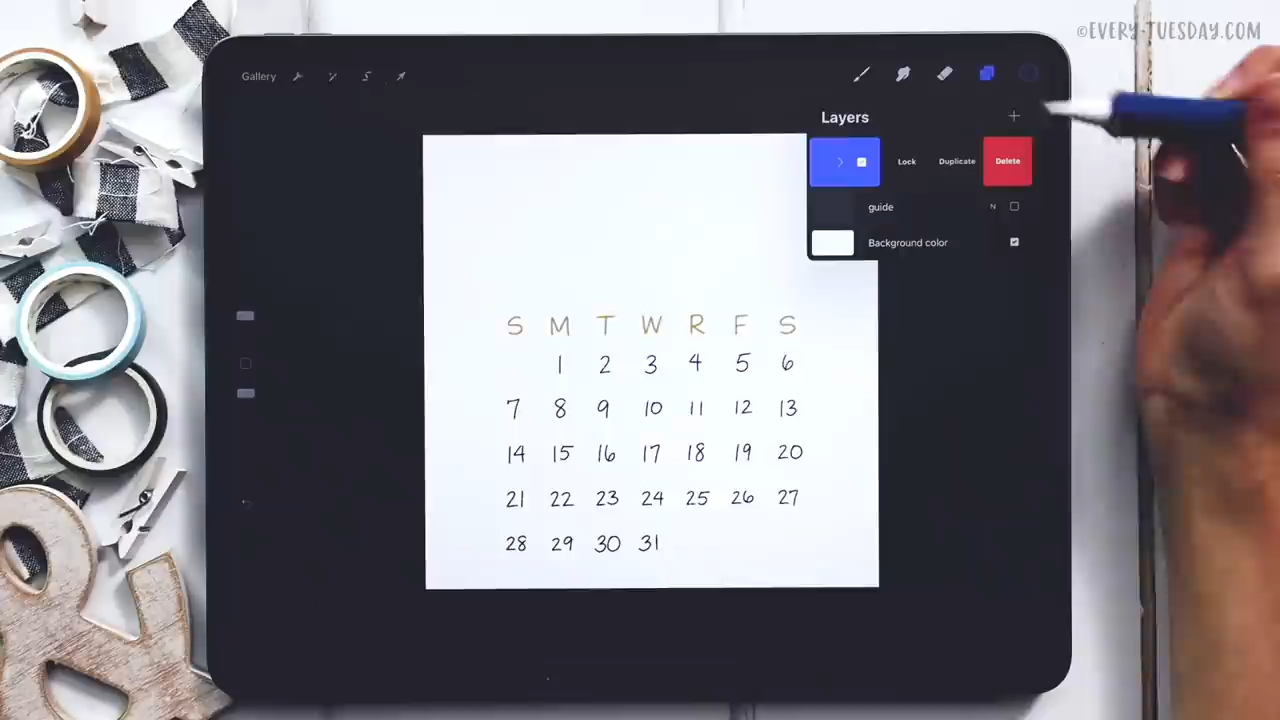 ©EVERY-TUESDAY.COM
Gallery
Layers
Lock Duplicate Delete
guide N
Background color
S M T W R F S
1 2 3 4 5 6
7 8 9 10 11 12 13
14 15 16 17 18 19 20
21 22 23 24 25 26 27
28 29 30 31